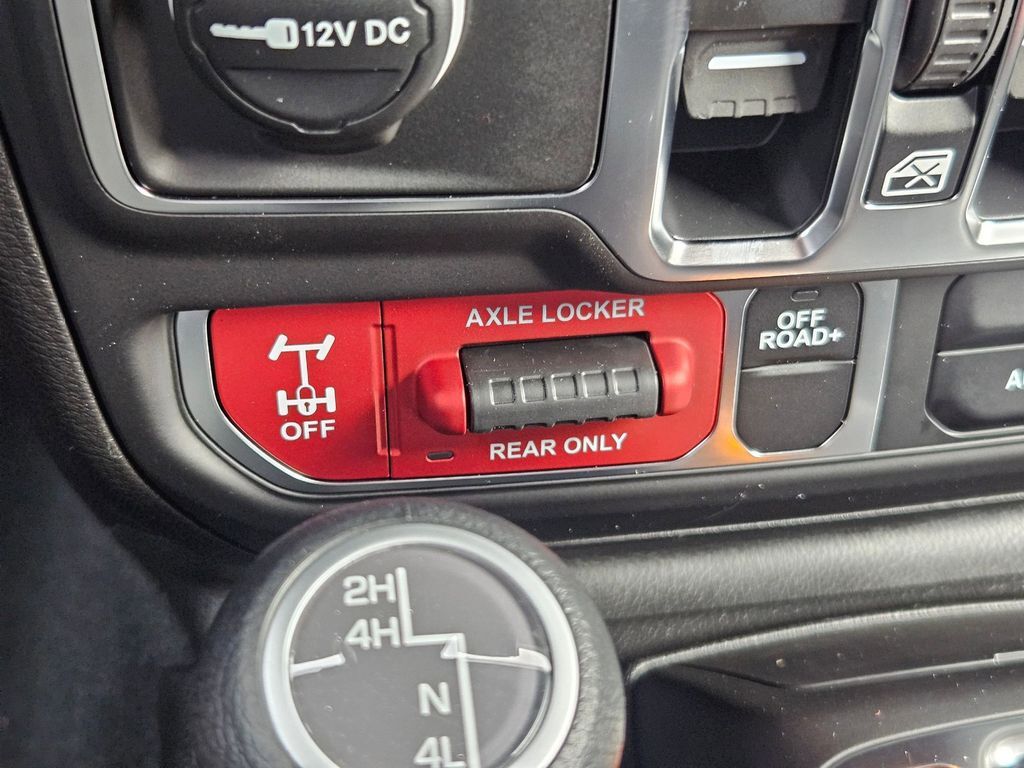 12V DC
AXLE LOCKER
OFF
REAR ONLY
OFF
ROAD+
2H
4H
N
4L